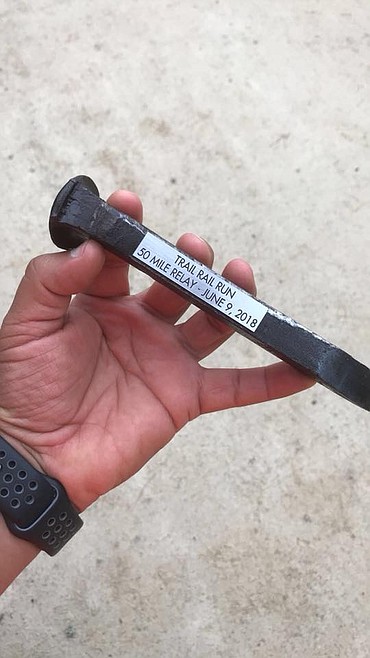 TRAIL RAIL RUN
50 MILE RELAY - JUNE 9, 2018